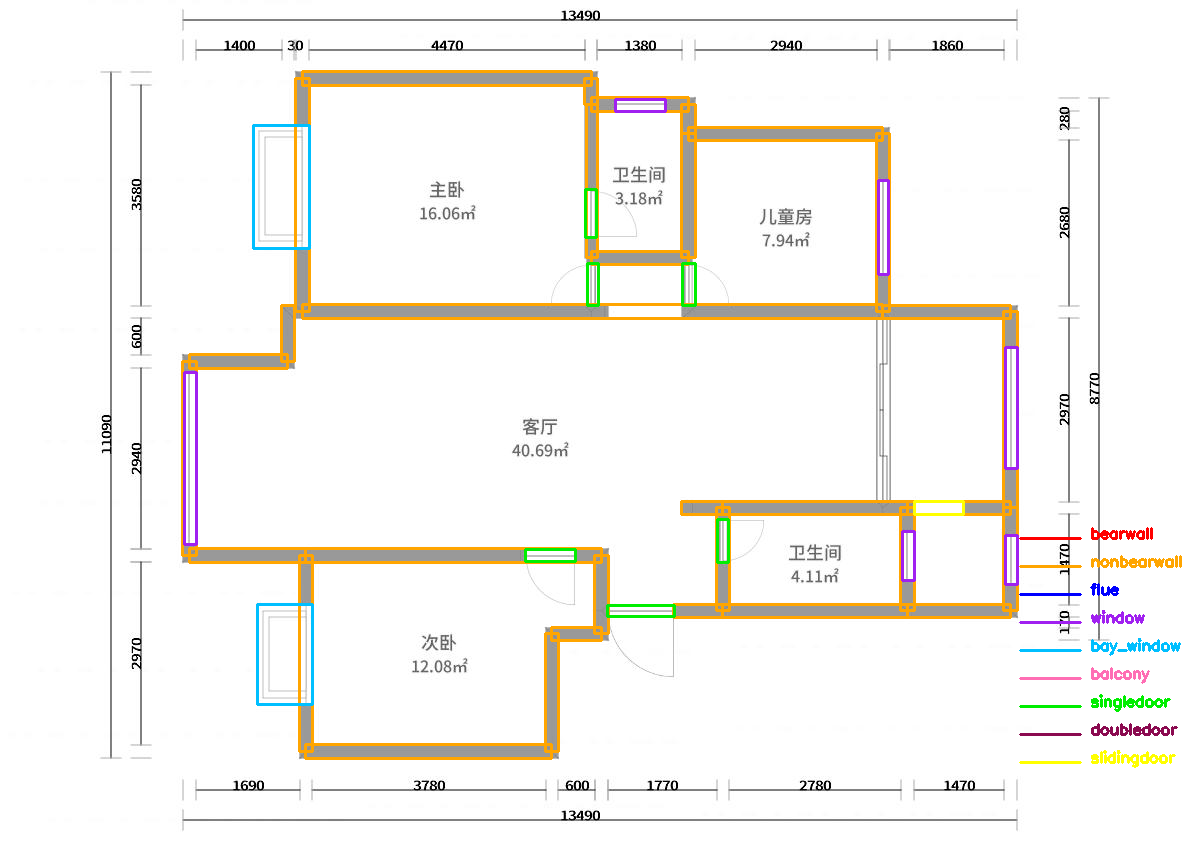 13490
1400
30
4470
1380
2940
1860
280
3580
2680
600
2970
11090
8770
2940
1470
2970
170
主卧
16.06㎡
卫生间
3.18㎡
儿童房
7.94㎡
客厅
40.69㎡
卫生间
4.11㎡
次卧
12.08㎡
bearwall
nonbearwall
flue
window
bay_window
balcony
singledoor
doubledoor
slidingdoor
1690
3780
600
1770
2780
1470
13490